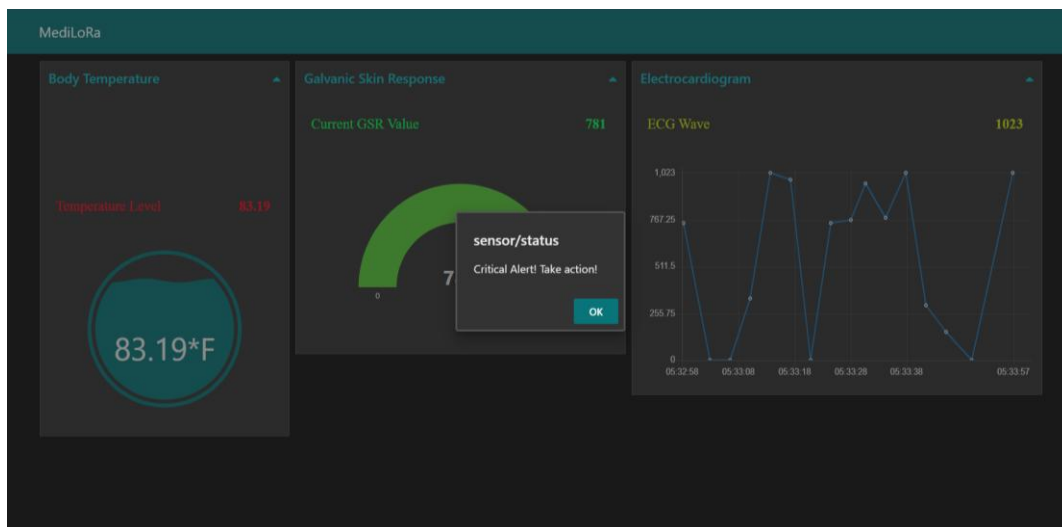 MediLoRa
Body Temperature
Temperature Level 83.19
83.19*F
Galvanic Skin Response
Current GSR Value 781
0
sensor/status
Critical Alert! Take action!
OK
Electrocardiogram
ECG Wave 1023
1,023
767.25
511.5
255.75
0
05:32:58 05:33:08 05:33:18 05:33:28 05:33:38 05:33:57